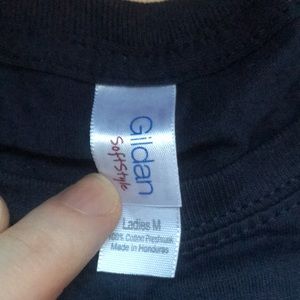 Gildan
SoftStyle
Ladies M
100% Cotton Preshrunk
Made in Honduras